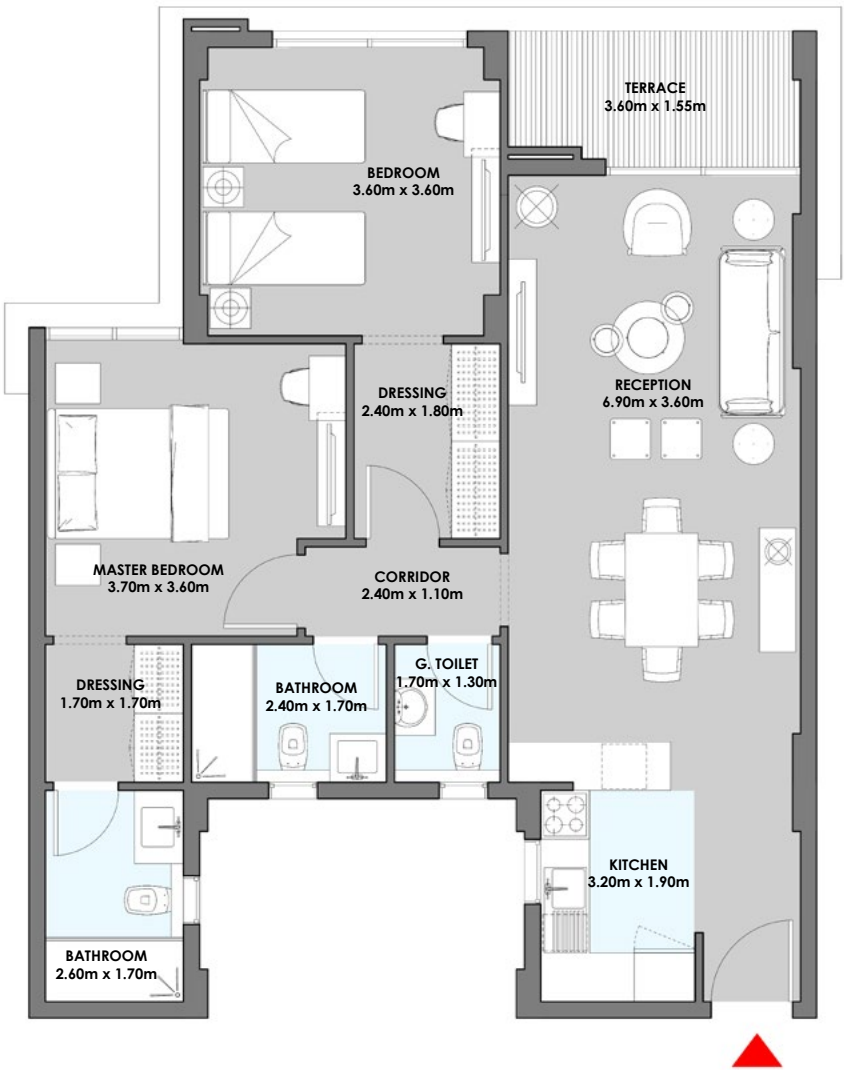 TERRACE
3.60m x 1.55m
BEDROOM
3.60m x 3.60m
DRESSING
2.40m x 1.80m
RECEPTION
6.90m x 3.60m
MASTER BEDROOM
3.70m x 3.60m
CORRIDOR
2.40m x 1.10m
DRESSING
1.70m x 1.70m
BATHROOM
2.40m x 1.70m
G. TOILET
1.70m x 1.30m
KITCHEN
3.20m x 1.90m
BATHROOM
2.60m x 1.70m